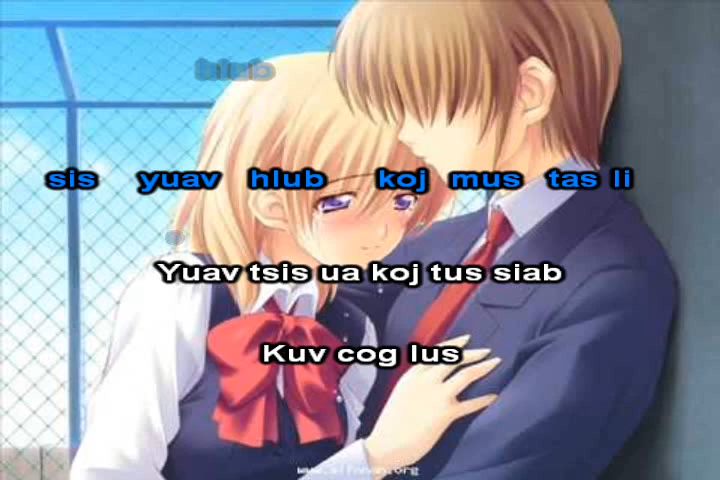 hlub
sis yuav hlub koj mus tas li
Yuav tsis ua koj tus siab
Kuv cog lus